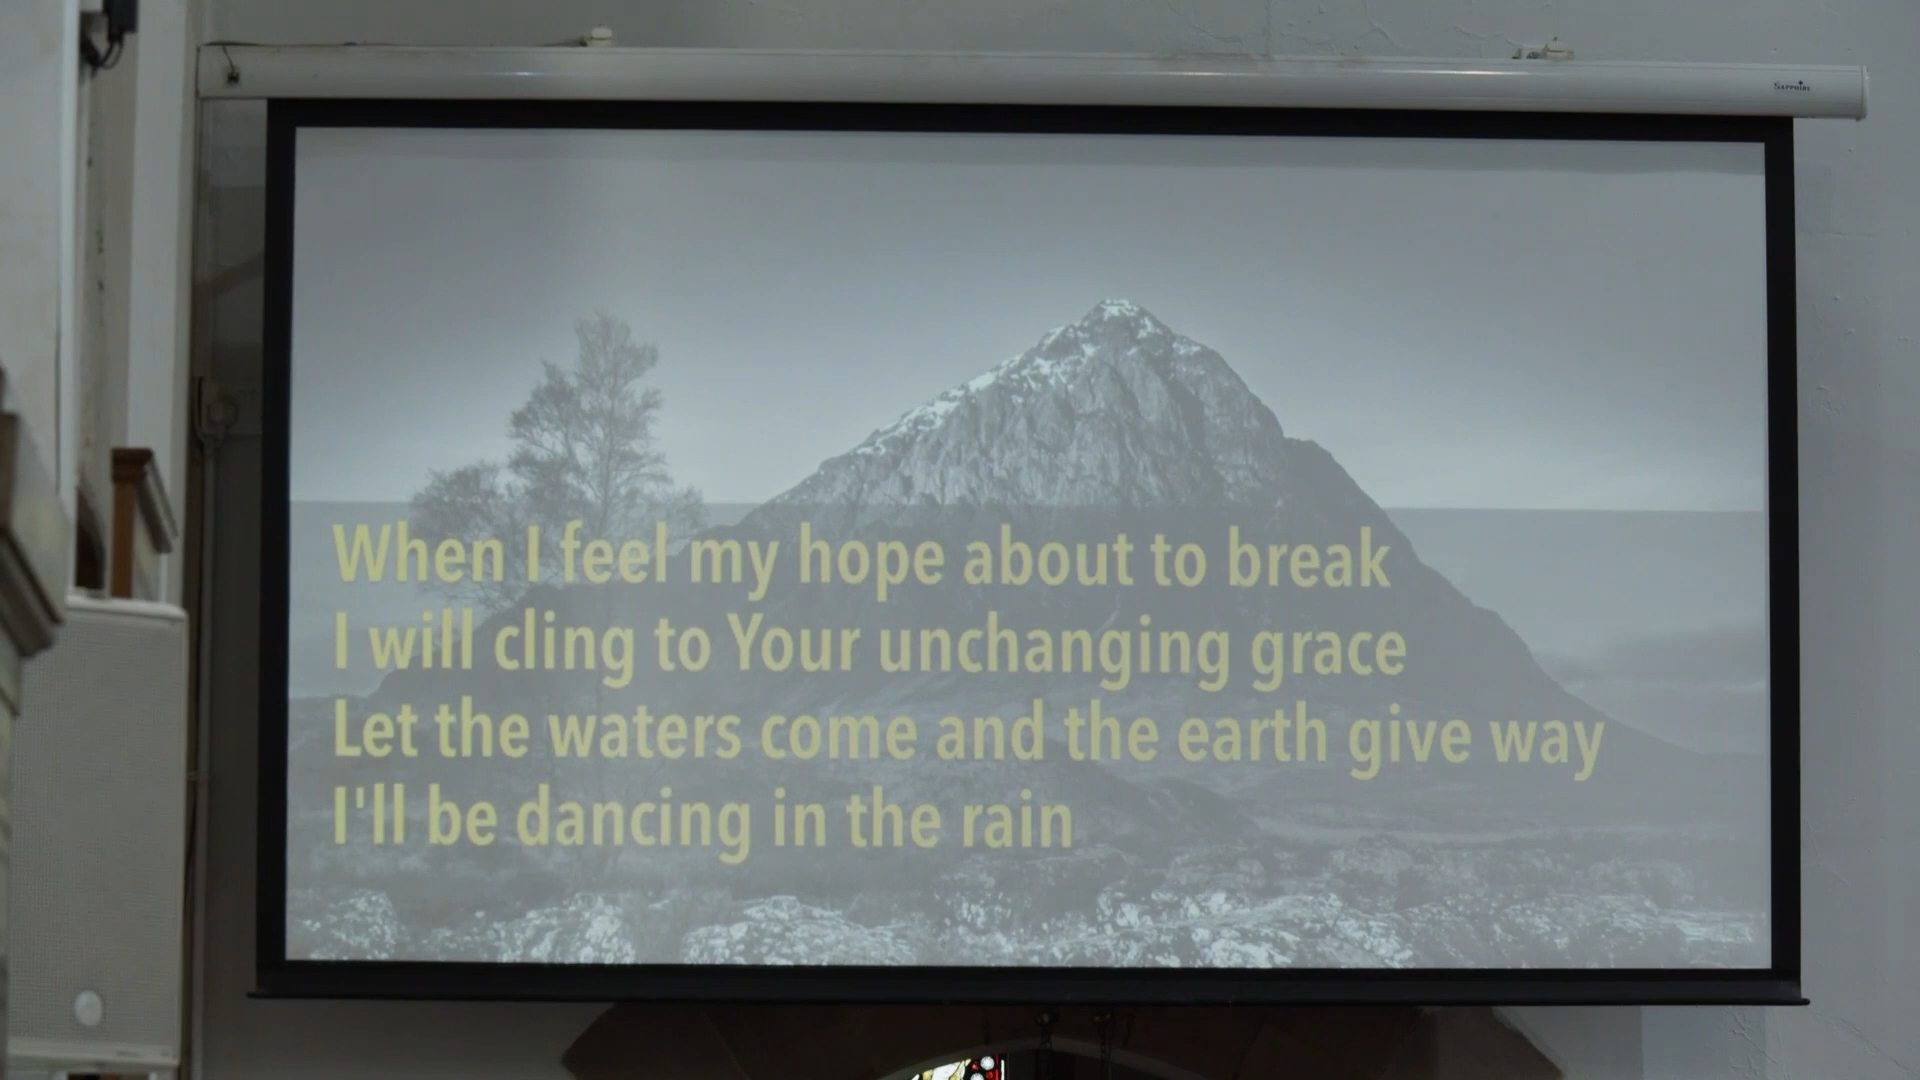 SAPPHIRE
When I feel my hope about to break
I will cling to Your unchanging grace
Let the waters come and the earth give way
I'll be dancing in the rain